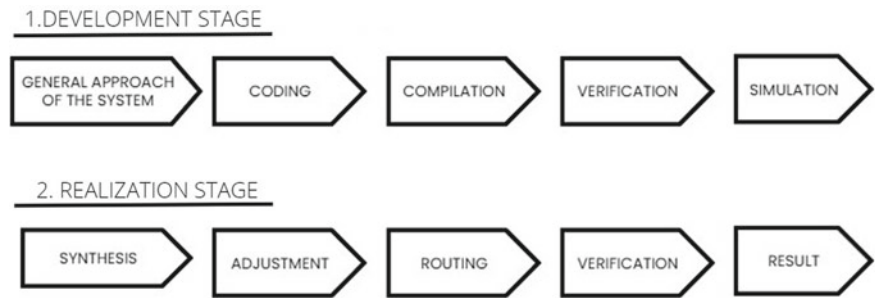 1.DEVELOPMENT STAGE
GENERAL APPROACH
OF THE SYSTEM
CODING
COMPILATION
VERIFICATION
SIMULATION
2. REALIZATION STAGE
SYNTHESIS
ADJUSTMENT
ROUTING
VERIFICATION
RESULT